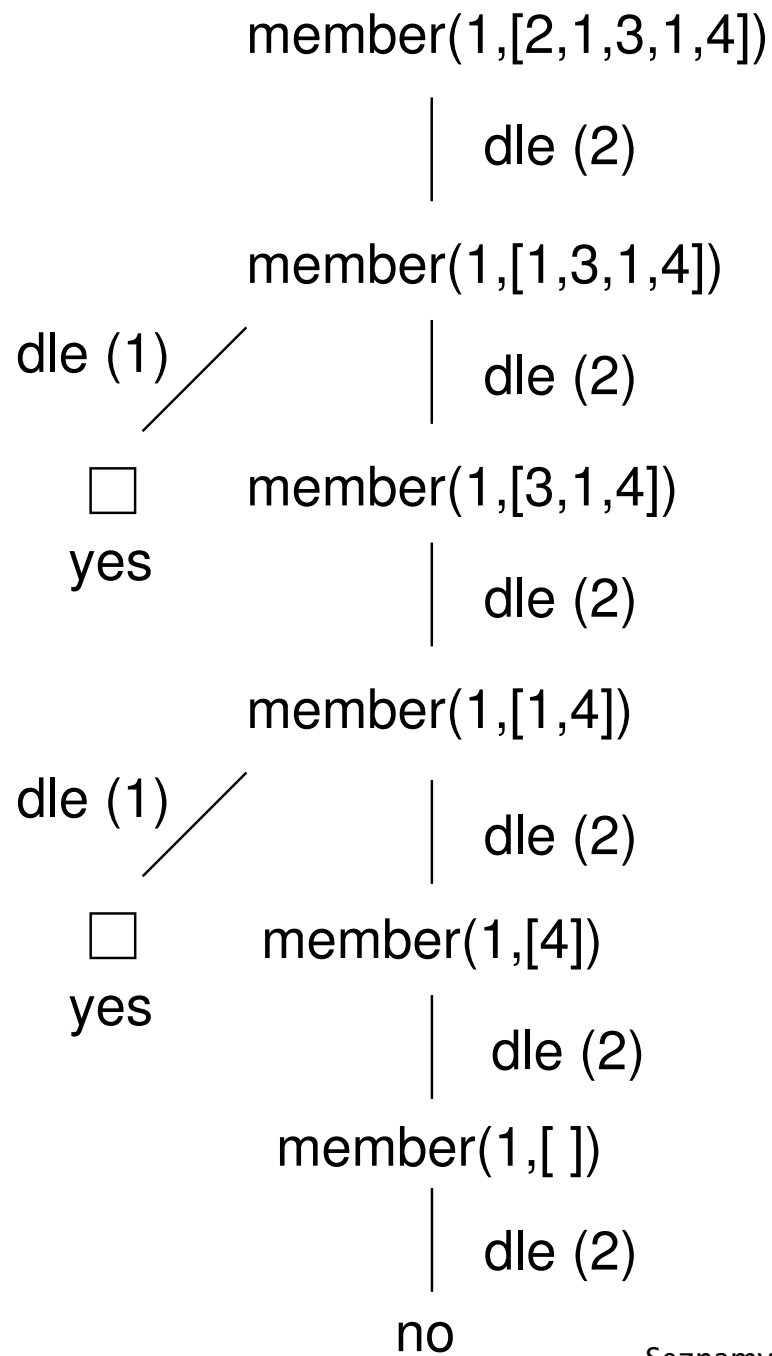 member(1,[2,1,3,1,4])
dle (2)
member(1,[1,3,1,4])
dle (1)
dle (2)
□
member(1,[3,1,4])
yes
dle (2)
member(1,[1,4])
dle (1)
dle (2)
□
member(1,[4])
yes
dle (2)
member(1,[ ])
dle (2)
no
Seznamy